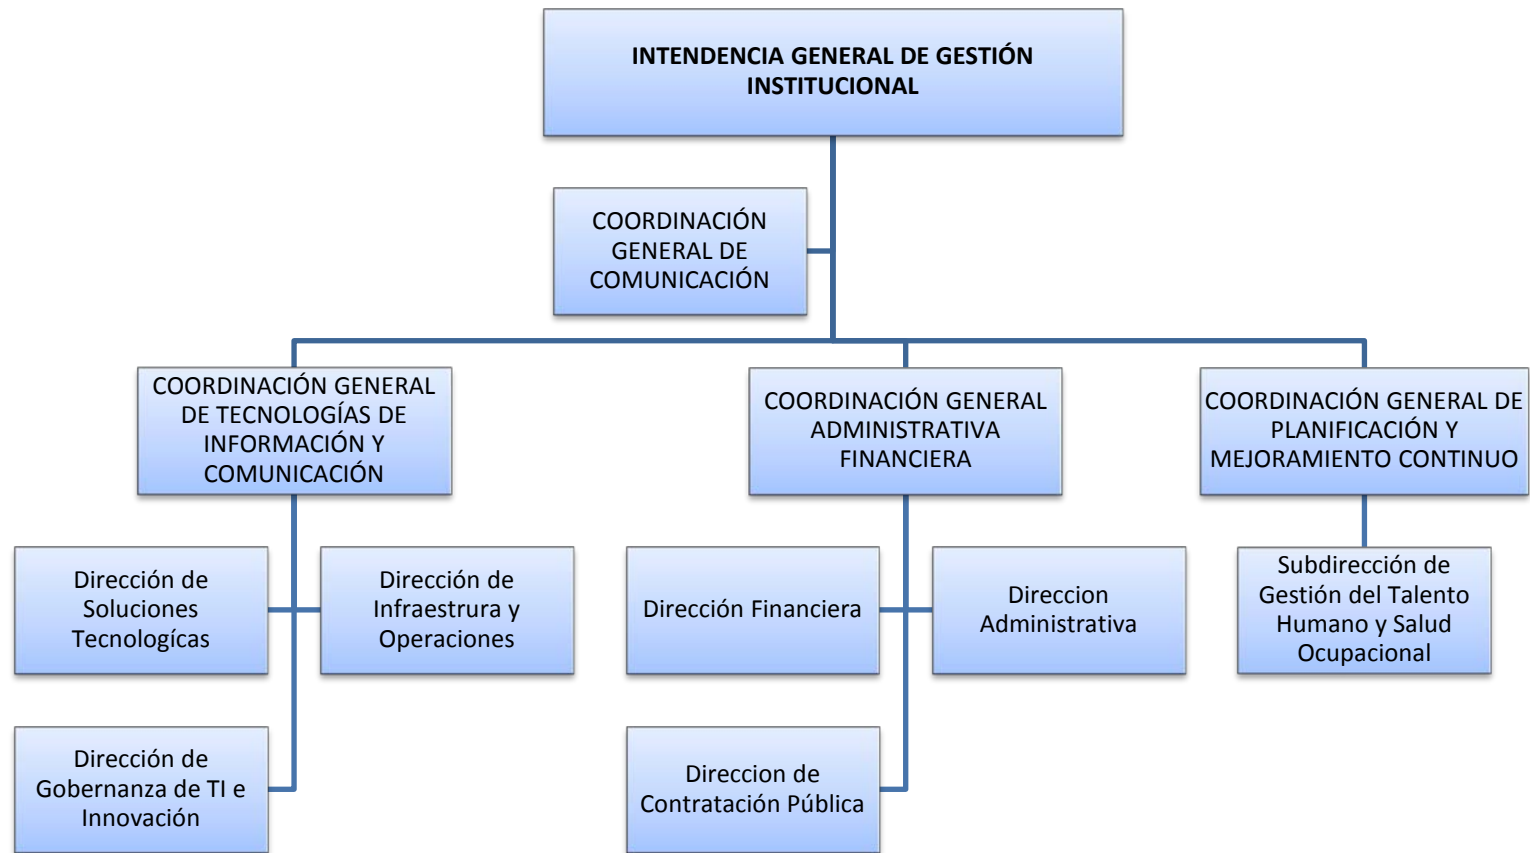 INTENDENCIA GENERAL DE GESTIÓN
INSTITUCIONAL
COORDINACIÓN
GENERAL DE
COMUNICACIÓN
COORDINACIÓN GENERAL
DE TECNOLOGÍAS DE
INFORMACIÓN Y
COMUNICACIÓN
COORDINACIÓN GENERAL
ADMINISTRATIVA
FINANCIERA
COORDINACIÓN GENERAL DE
PLANIFICACIÓN Y
MEJORAMIENTO CONTINUO
Dirección de
Soluciones
Tecnologícas
Dirección de
Infraestrura y
Operaciones
Dirección Financiera
Direccion
Administrativa
Subdirección de
Gestión del Talento
Humano y Salud
Ocupacional
Dirección de
Gobernanza de TI e
Innovación
Direccion de
Contratación Pública